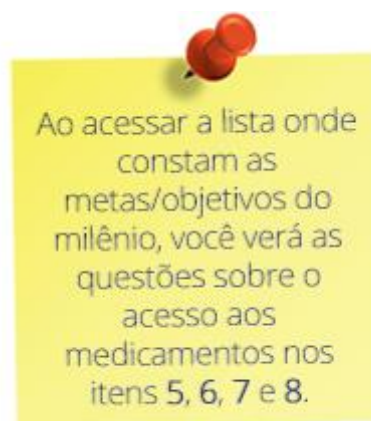 Ao acessar a lista onde
constam as
metas/objetivos do
milênio, você verá as
questões sobre o
acesso aos
medicamentos nos
itens 5, 6, 7 e 8.